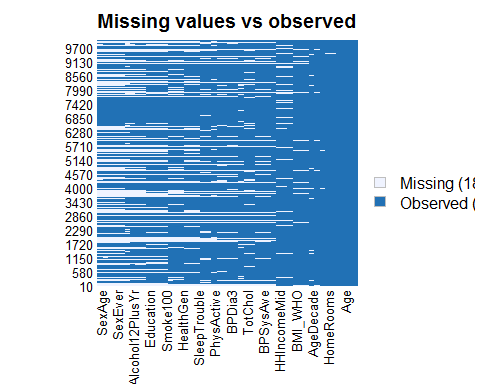 Missing values vs observed
9700
9130
8560
7990
7420
6850
6280
5710
5140
4570
4000
3430
2860
2290
1720
1150
580
10
SexAge
SexEver
Alcohol12PlusYr
Education
Smoke100
HealthGen
SleepTrouble
PhysActive
BPDia3
TotChol
BPSysAve
HHIncomeMid
BMI_WHO
AgeDecade
HomeRooms
Age
Missing (18
Observed (